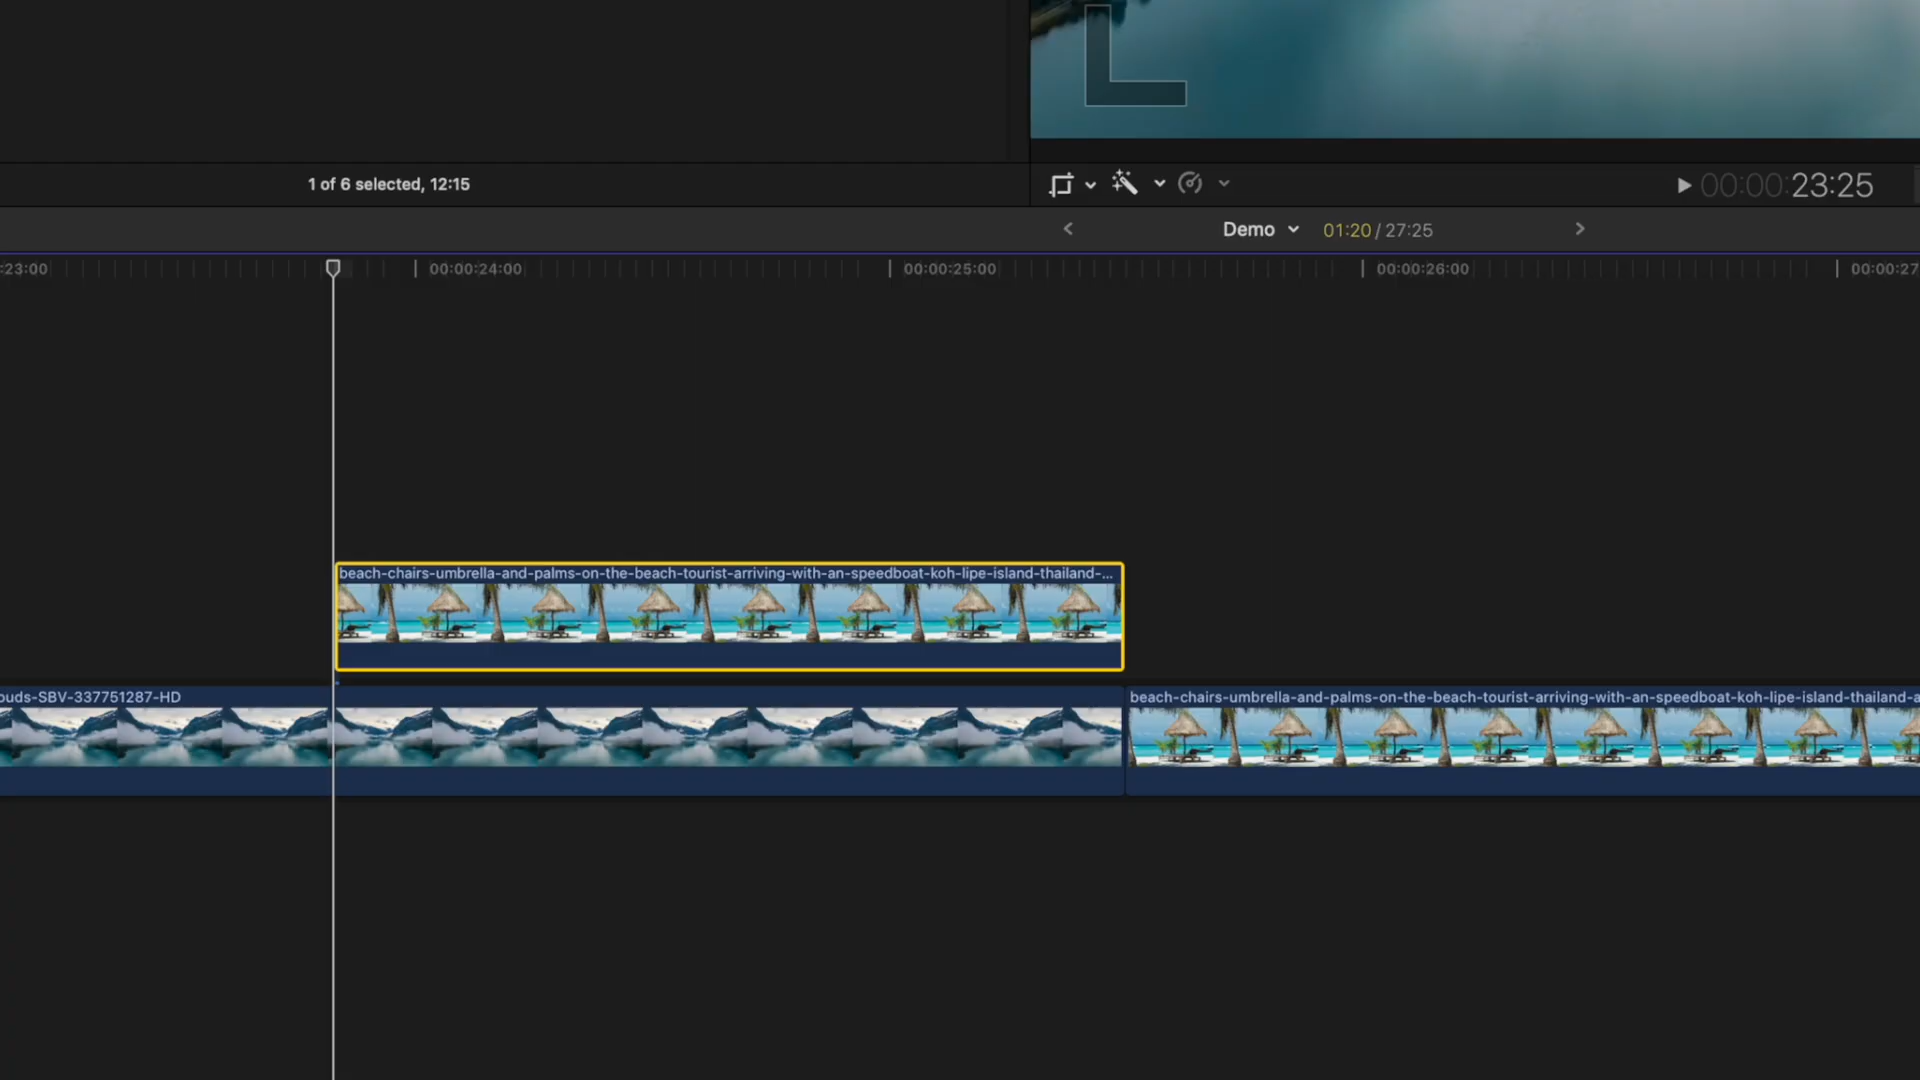 1 of 6 selected, 12:15
00:00:23:25
Demo
01:20 / 27:25
:23:00
00:00:24:00
00:00:25:00
00:00:26:00
00:00:27
beach-chairs-umbrella-and-palms-on-the-beach-tourist-arriving-with-an-speedboat-koh-lipe-island-thailand-...
ouds-SBV-337751287-HD
beach-chairs-umbrella-and-palms-on-the-beach-tourist-arriving-with-an-speedboat-koh-lipe-island-thailand-a